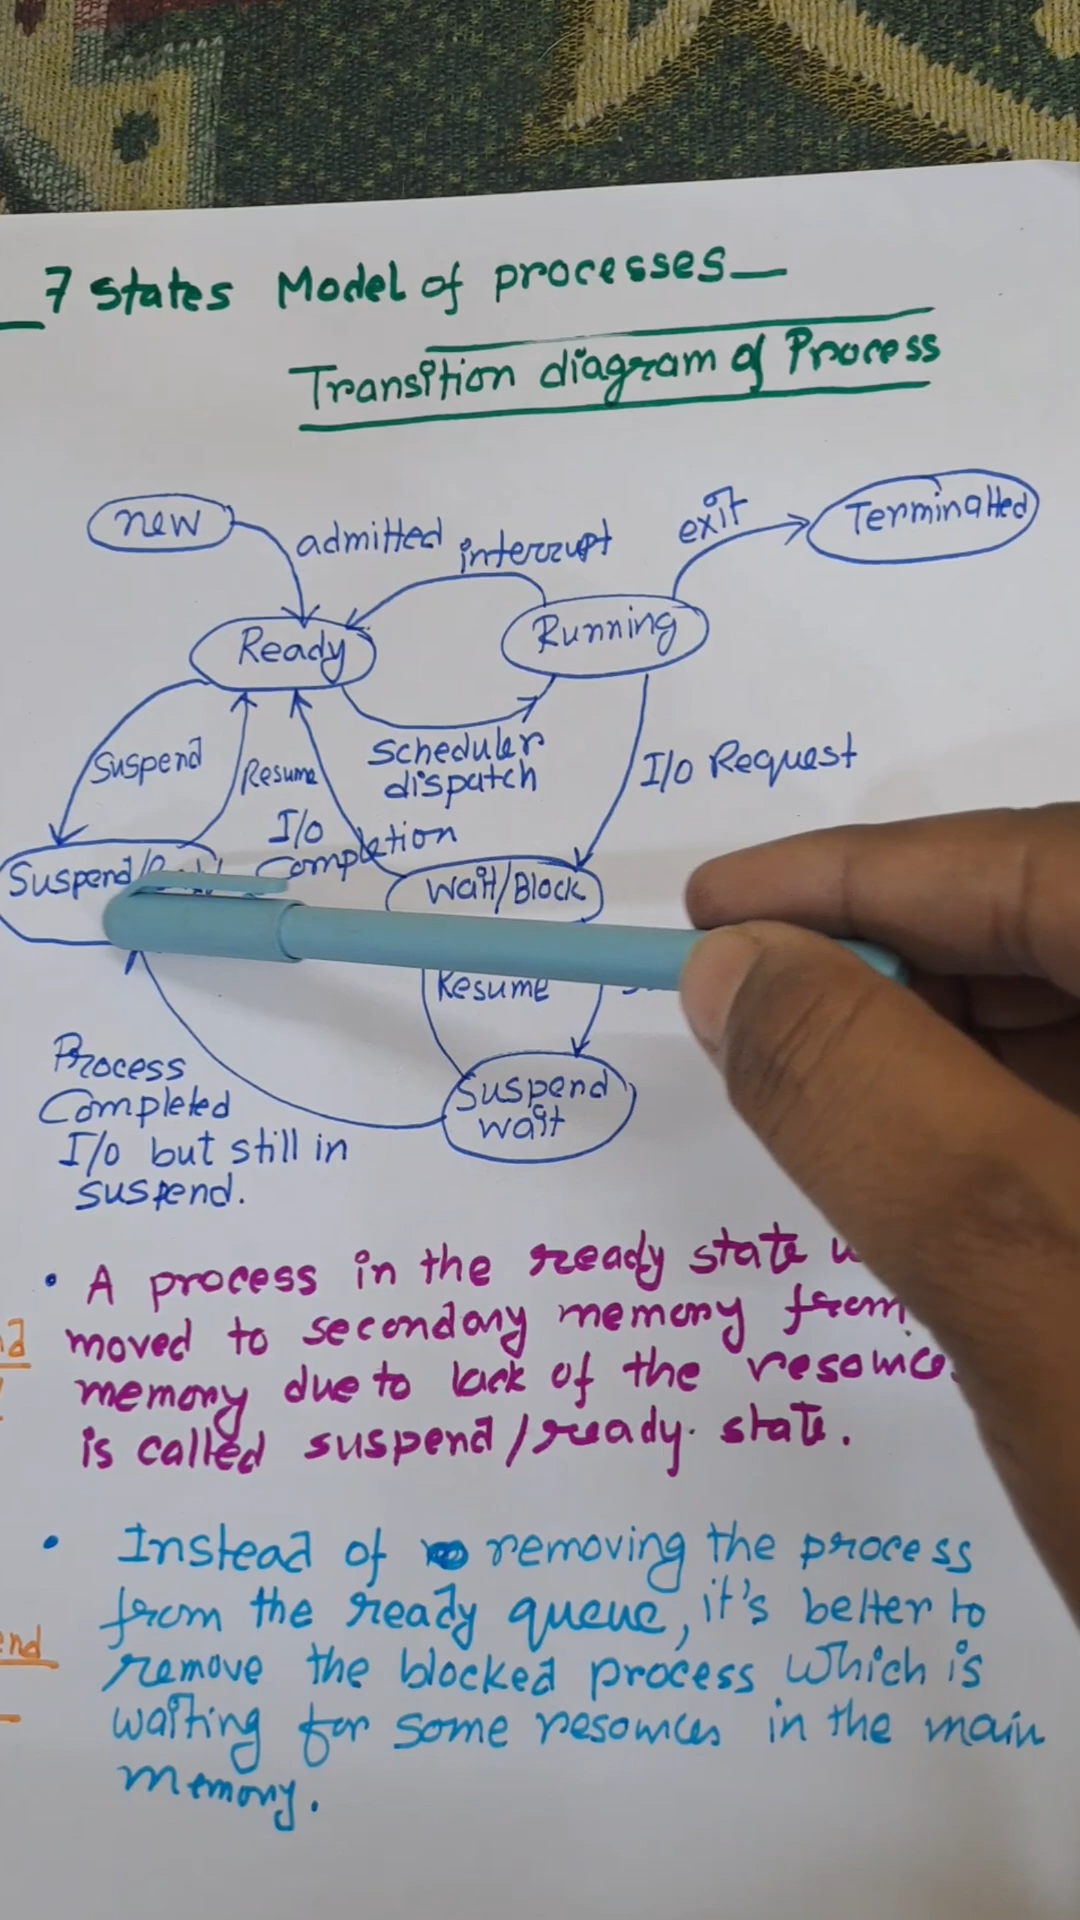 7 states Model of processes
Transition diagram of Process
new
admitted
interrupt
exit
Terminatted
Ready
Running
Suspend
Resume
scheduler
dispatch
I/O Request
I/O
Completion
Suspend/
Wait/Block
Resume
Suspend
wait
Process
Completed
I/O but still in
suspend.
• A process in the ready state
moved to secondary memory from
memory due to lack of the
is called suspend/ready. state.
• Instead of removing the process
from the ready queue, it's better to
remove the blocked process which is
waiting for some resources in the main
memory.